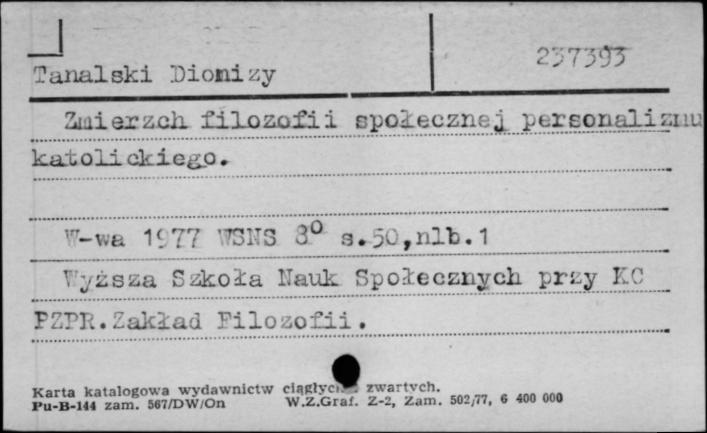 237393
Tanalski Dionizy
Zmierzch filozofii społecznej personalizmu
katolickiego.
W-wa 1977 WSNS 8⁰ s.50,nlb.1
Wyższa Szkoła Nauk Społecznych przy KC
PZPR.Zakład Filozofii.
Karta katalogowa wydawnictw zwartych.
Pu-B-144 zam. 567/DW/On W.Z.Graf. Z-2, Zam. 502/77, 6 400 000